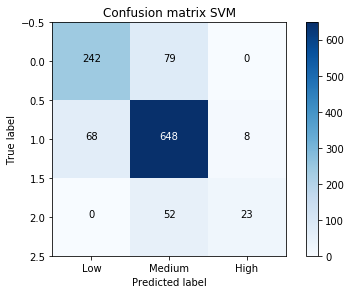 Confusion matrix SVM
−0.5
0.0
0.5
1.0
1.5
2.0
2.5
True label
242 79 0
68 648 8
0 52 23
Low Medium High
Predicted label
600
500
400
300
200
100
0